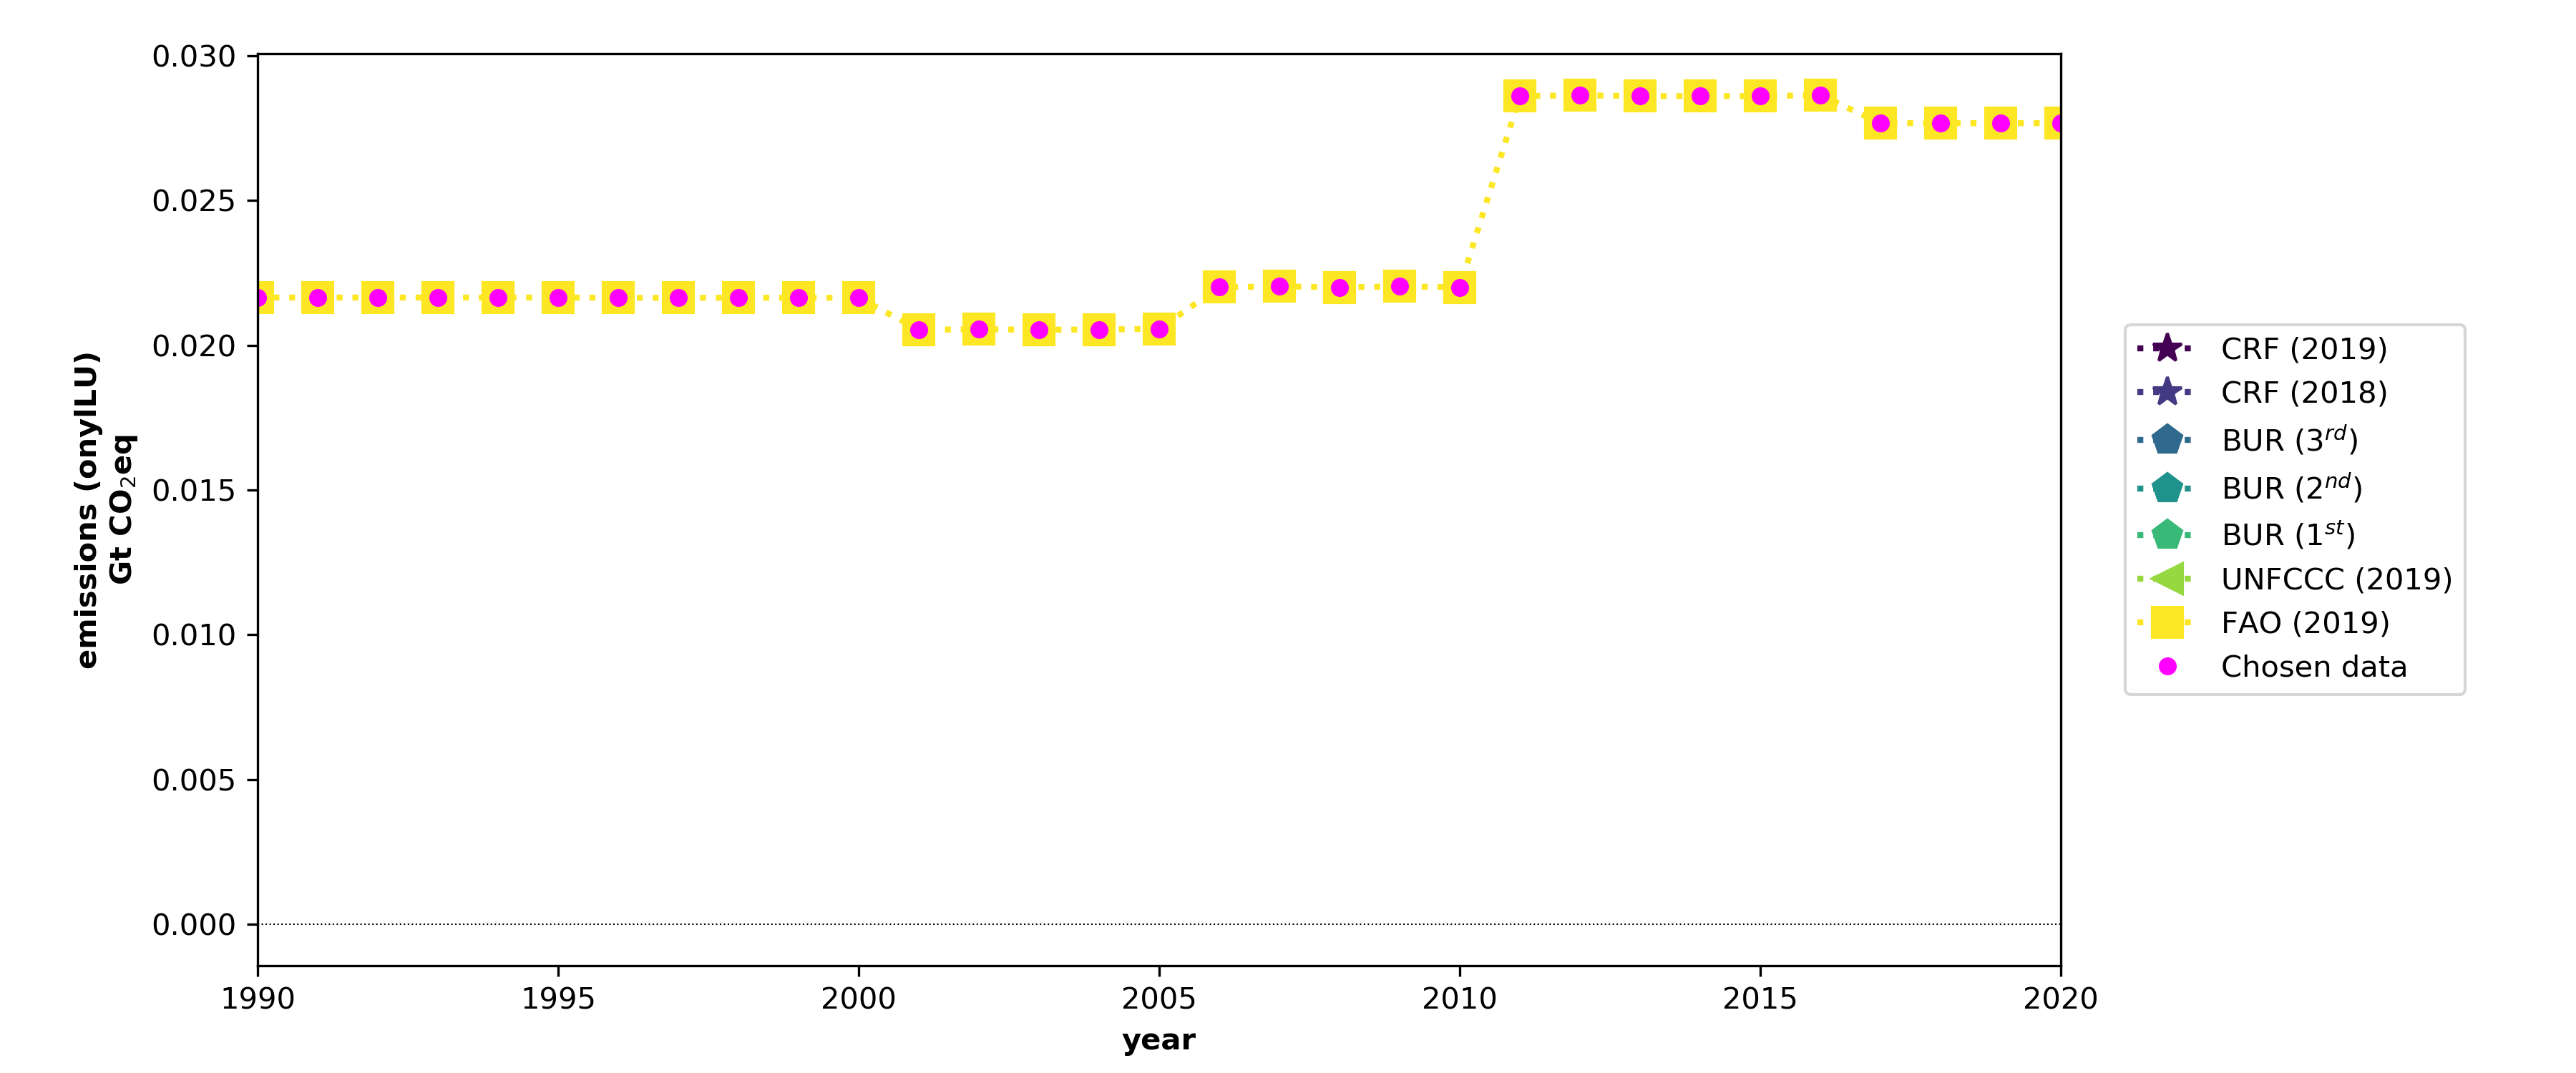 0.030
0.025
0.020
0.015
0.010
0.005
0.000
emissions (onylLU)
Gt CO₂eq
1990 1995 2000 2005 2010 2015 2020
year
CRF (2019)
CRF (2018)
BUR (3ʳᵈ)
BUR (2ⁿᵈ)
BUR (1ˢᵗ)
UNFCCC (2019)
FAO (2019)
Chosen data